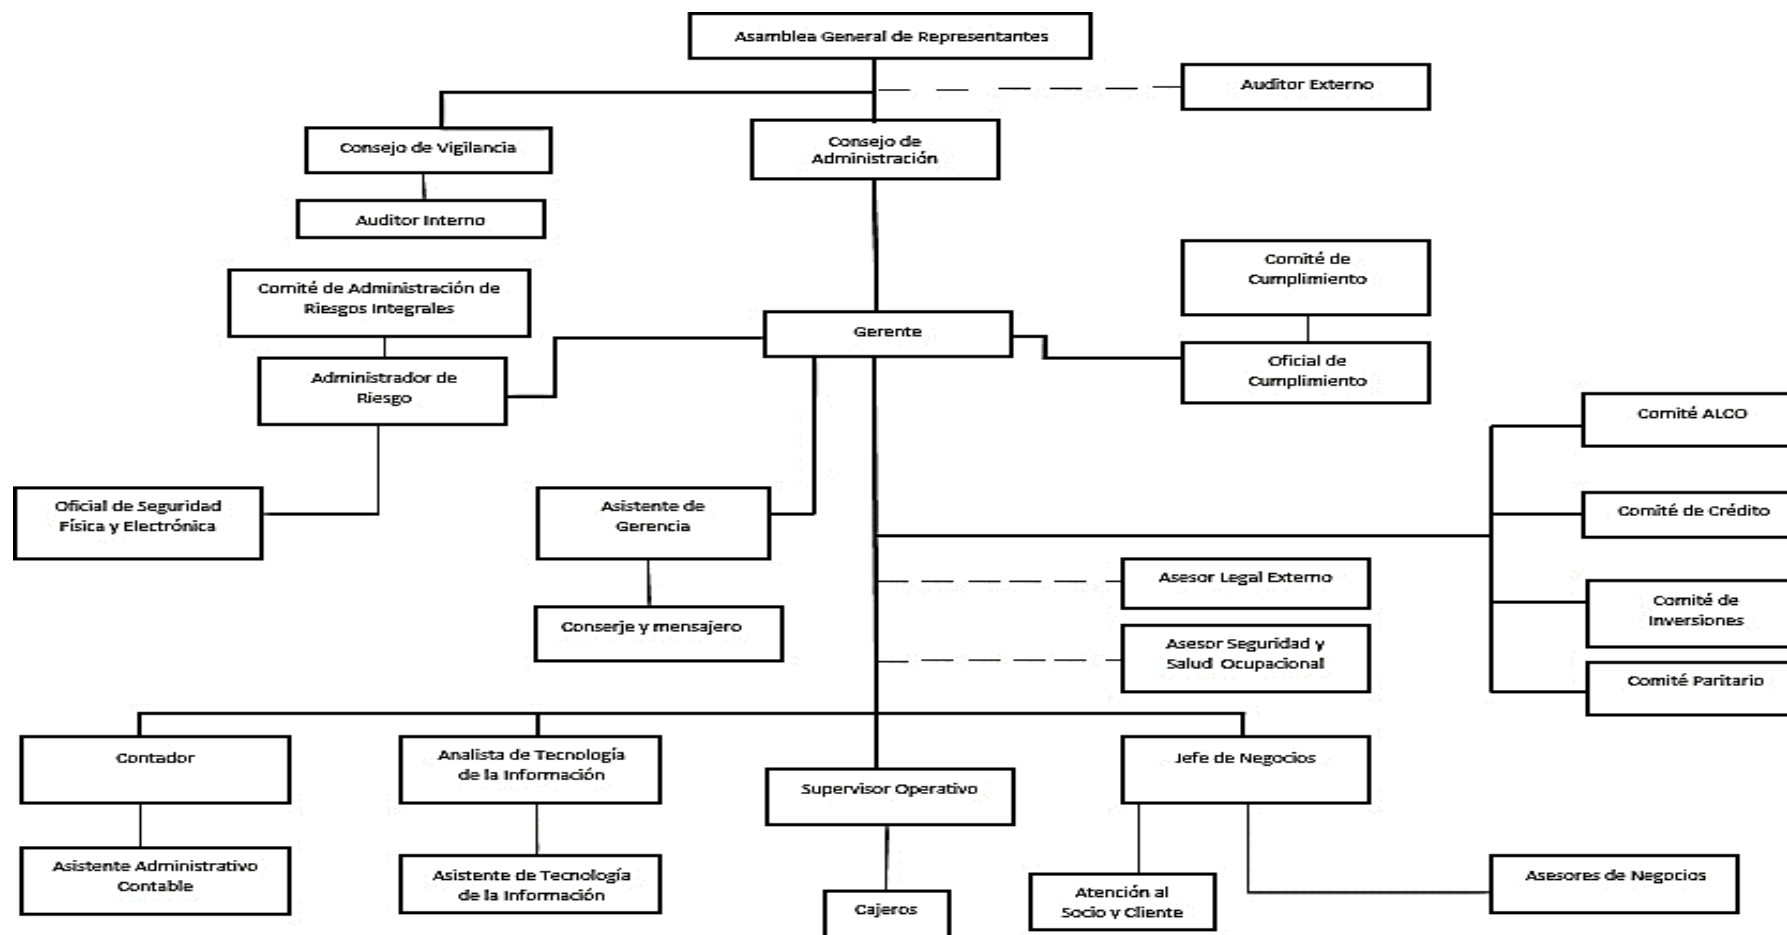 Asamblea General de Representantes
Auditor Externo
Consejo de Vigilancia
Consejo de
Administración
Auditor Interno
Comité de Administración de
Riesgos Integrales
Comité de
Cumplimiento
Gerente
Administrador de
Riesgo
Oficial de
Cumplimiento
Comité ALCO
Oficial de Seguridad
Física y Electrónica
Asistente de
Gerencia
Comité de Crédito
Asesor Legal Externo
Conserje y mensajero
Comité de
Inversiones
Asesor Seguridad y
Salud Ocupacional
Comité Paritario
Contador
Analista de Tecnología
de la Información
Supervisor Operativo
Jefe de Negocios
Asistente Administrativo
Contable
Asistente de Tecnología
de la Información
Cajeros
Atención al
Socio y Cliente
Asesores de Negocios